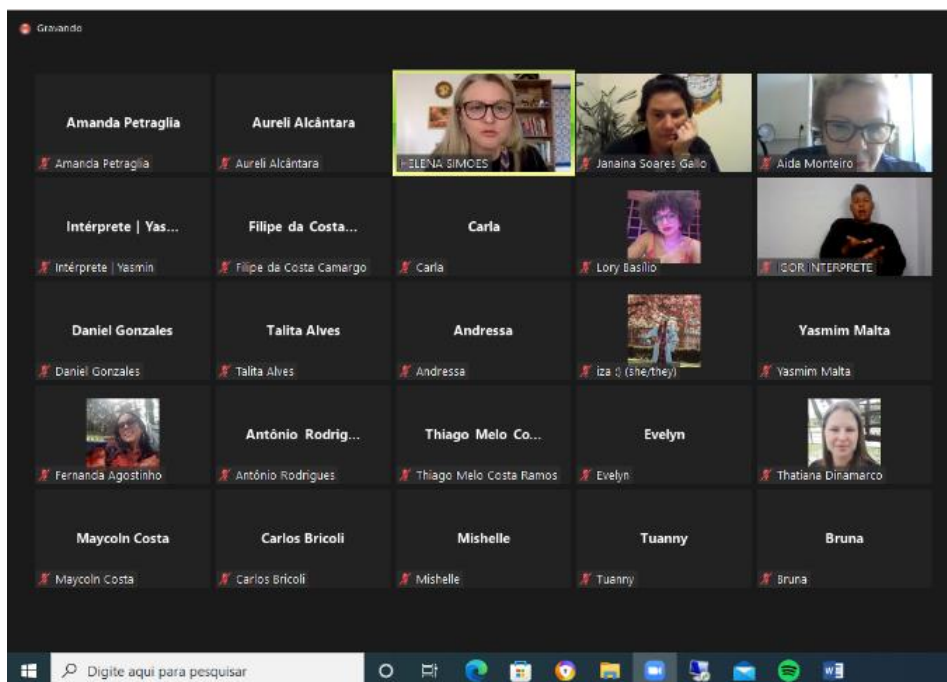 Gravando
Amanda Petraglia
Aureli Alcântara
Amanda Petraglia
Aureli Alcântara
HELENA SIMOES
Janaina Soares Gallo
Aida Monteiro
Intérprete | Yas...
Filipe da Costa...
Carla
Intérprete | Yasmin
Filipe da Costa Camargo
Carla
Lory Basílio
IGOR INTERPRETE
Daniel Gonzales
Talita Alves
Andressa
Yasmim Malta
Daniel Gonzales
Talita Alves
Andressa
iza :) (she/they)
Yasmim Malta
Antônio Rodrig...
Thiago Melo Co...
Evelyn
Fernanda Agostinho
Antônio Rodrigues
Thiago Melo Costa Ramos
Evelyn
Thatiana Dinamarco
Maycoln Costa
Carlos Bricoli
Mishelle
Tuanny
Bruna
Maycoln Costa
Carlos Bricoli
Mishelle
Tuanny
Bruna
Digite aqui para pesquisar